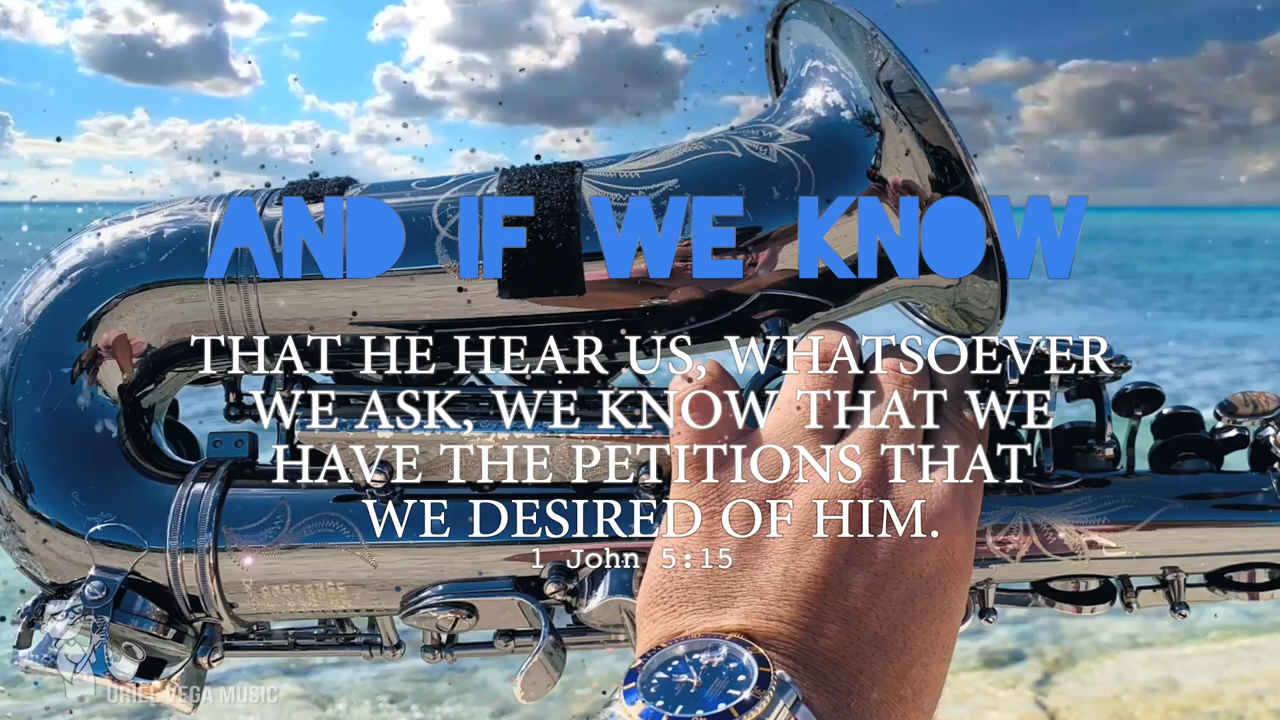 AND IF WE KNOW
THAT HE HEAR US, WHATSOEVER
WE ASK, WE KNOW THAT WE
HAVE THE PETITIONS THAT
WE DESIRED OF HIM.
1 John 5:15
URIEL VEGA MUSIC